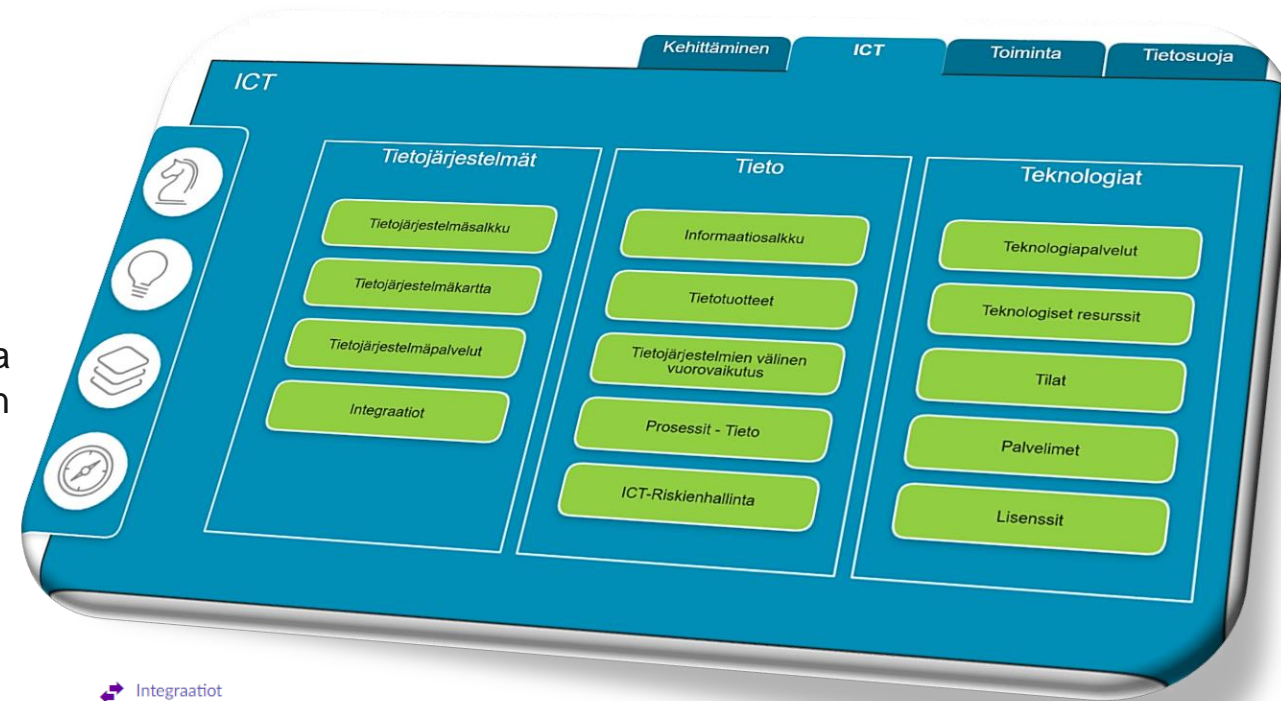 Kehittäminen
ICT
Toiminta
Tietosuoja
ICT
Tietojärjestelmät
Tietojärjestelmäsalkku
Tietojärjestelmäkartta
Tietojärjestelmäpalvelut
Integraatiot
Tieto
Informaatiosalkku
Tietotuotteet
Tietojärjestelmien välinen
vuorovaikutus
Prosessit - Tieto
ICT-Riskienhallinta
Teknologiat
Teknologiapalvelut
Teknologiset resurssit
Tilat
Palvelimet
Lisenssit
a
n
Integraatiot